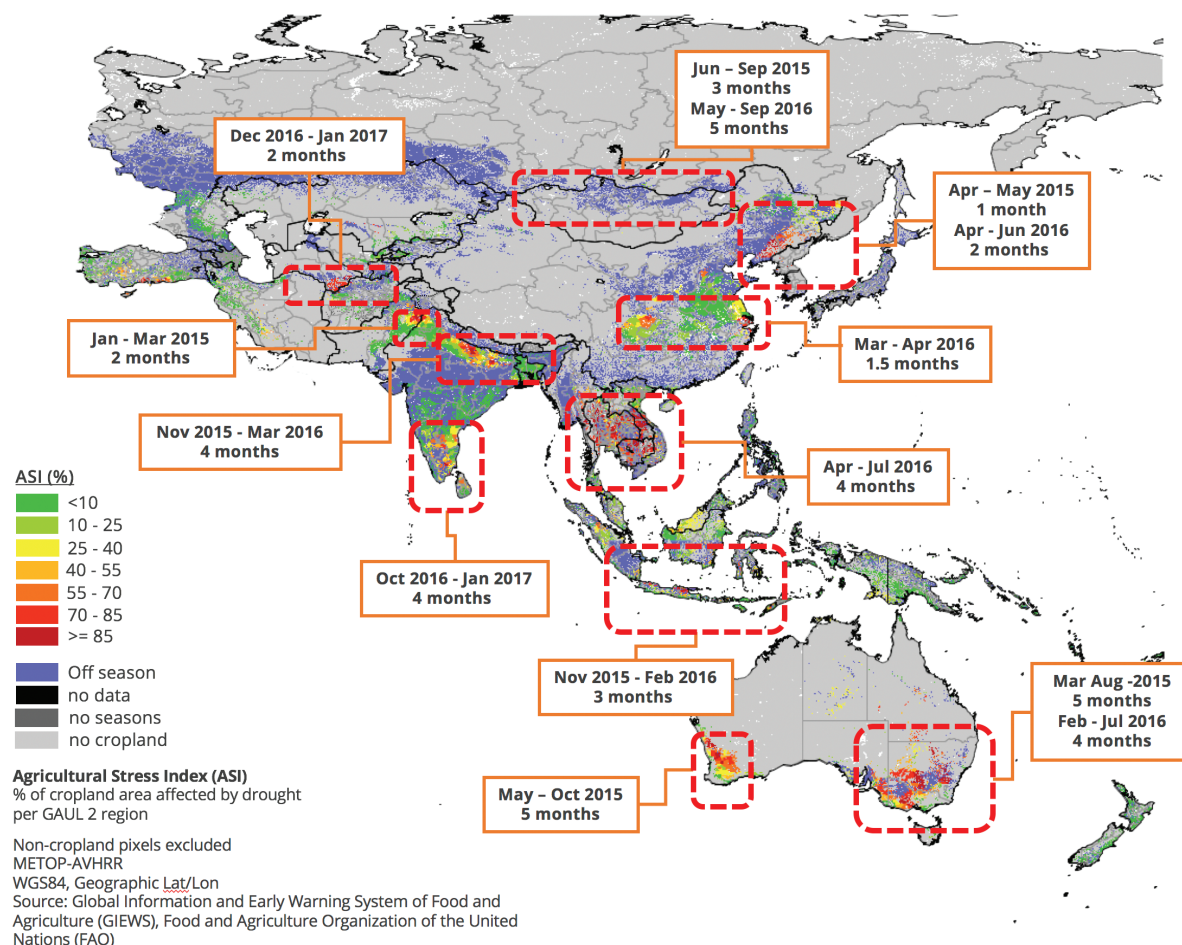 Jun – Sep 2015
3 months
May - Sep 2016
5 months
Dec 2016 - Jan 2017
2 months
Apr – May 2015
1 month
Apr - Jun 2016
2 months
Jan - Mar 2015
2 months
Mar - Apr 2016
1.5 months
Nov 2015 - Mar 2016
4 months
Apr - Jul 2016
4 months
Oct 2016 - Jan 2017
4 months
Nov 2015 - Feb 2016
3 months
Mar Aug -2015
5 months
Feb - Jul 2016
4 months
May – Oct 2015
5 months
ASI (%)
<10
10 - 25
25 - 40
40 - 55
55 - 70
70 - 85
>= 85
Off season
no data
no seasons
no cropland
Agricultural Stress Index (ASI)
% of cropland area affected by drought
per GAUL 2 region
Non-cropland pixels excluded
METOP-AVHRR
WGS84, Geographic Lat/Lon
Source: Global Information and Early Warning System of Food and
Agriculture (GIEWS), Food and Agriculture Organization of the United
Nations (FAO)